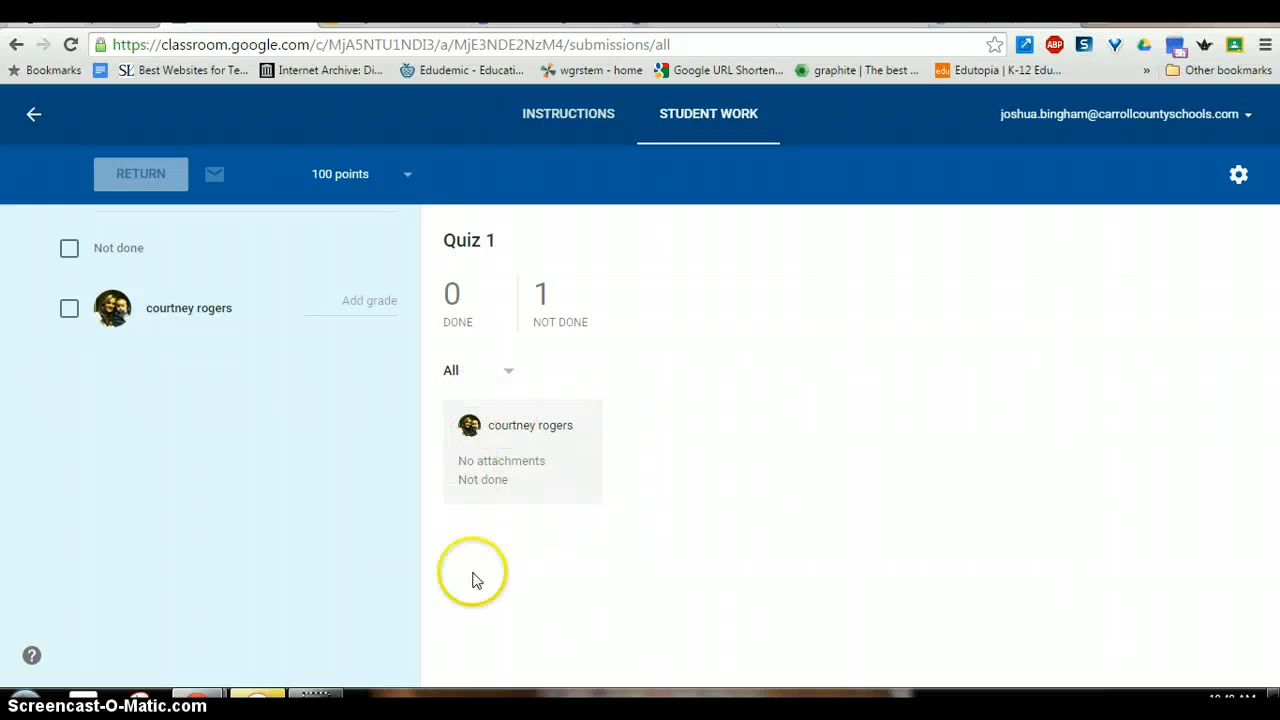 https://classroom.google.com/c/MjA5NTU1NDI3/a/MjE3NDE2NzM4/submissions/all
ABP
Bookmarks
SL Best Websites for Te...
Internet Archive: Di...
Edudemic - Educati...
wgrstem - home
Google URL Shorten...
graphite | The best ...
edu Edutopia | K-12 Edu...
» Other bookmarks
INSTRUCTIONS
STUDENT WORK
joshua.bingham@carrollcountyschools.com
RETURN
100 points
Not done
courtney rogers
Add grade
Quiz 1
0
DONE
1
NOT DONE
All
courtney rogers
No attachments
Not done
?
Screencast-O-Matic.com